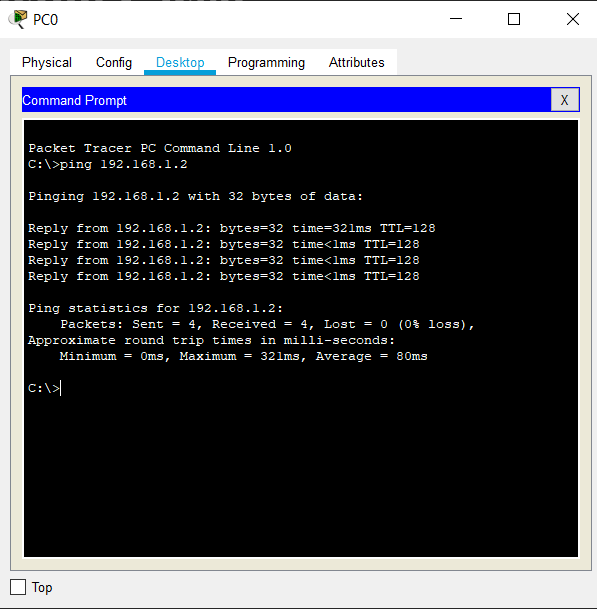 PC0
Physical Config Desktop Programming Attributes
Command Prompt
X
Packet Tracer PC Command Line 1.0
C:\>ping 192.168.1.2
Pinging 192.168.1.2 with 32 bytes of data:
Reply from 192.168.1.2: bytes=32 time=321ms TTL=128
Reply from 192.168.1.2: bytes=32 time<1ms TTL=128
Reply from 192.168.1.2: bytes=32 time<1ms TTL=128
Reply from 192.168.1.2: bytes=32 time<1ms TTL=128
Ping statistics for 192.168.1.2:
Packets: Sent = 4, Received = 4, Lost = 0 (0% loss),
Approximate round trip times in milli-seconds:
Minimum = 0ms, Maximum = 321ms, Average = 80ms
C:\>
Top